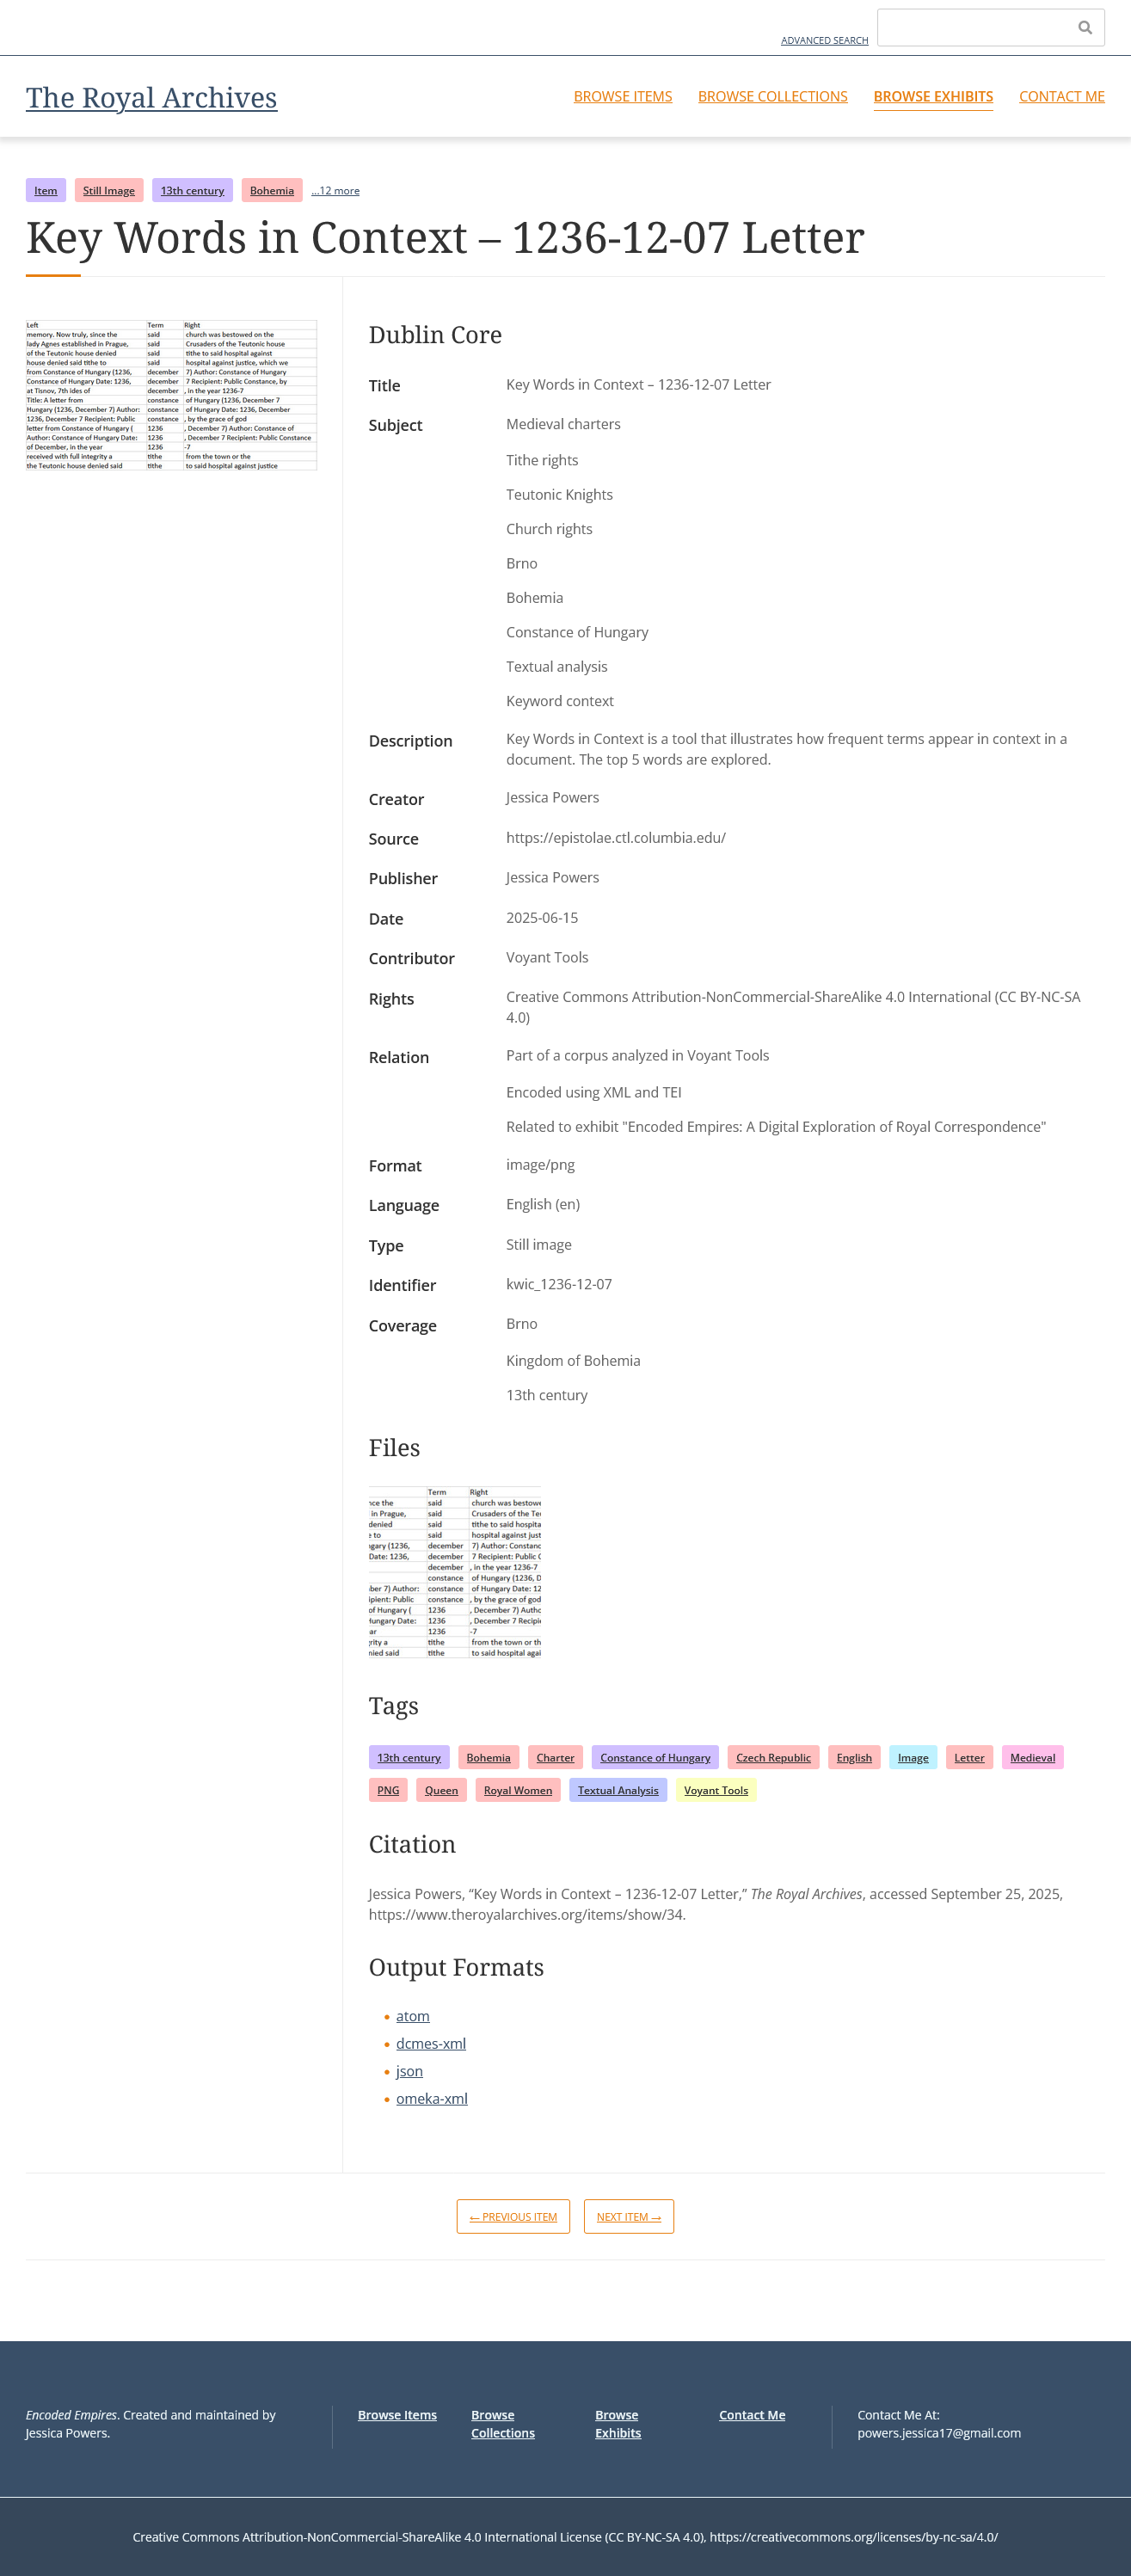 ADVANCED SEARCH
The Royal Archives
BROWSE ITEMS BROWSE COLLECTIONS BROWSE EXHIBITS CONTACT ME
Item Still Image 13th century Bohemia ...12 more
Key Words in Context – 1236-12-07 Letter
Left Term Right
memory. Now truly, since the said church was bestowed on the
lady Agnes established in Prague, said Crusaders of the Teutonic house
of the Teutonic house denied said tithe to said hospital against
house denied said tithe to said hospital against justice, which we
from Constance of Hungary (1236, december 7) Author: Constance of Hungary
Constance of Hungary Date: 1236, december 7 Recipient: Public Constance, by
at Tisnov, 7th ides of december , in the year 1236-7
Title: A letter from constance of Hungary (1236, December 7
Hungary (1236, December 7) Author: constance of Hungary Date: 1236, December
1236, December 7 Recipient: Public constance , by the grace of god
letter from Constance of Hungary ( 1236 , December 7) Author: Constance of
Author: Constance of Hungary Date: 1236 , December 7 Recipient: Public Constance
of December, in the year 1236 -7
received with full integrity a tithe from the town or the
the Teutonic house denied said tithe to said hospital against justice
Dublin Core
Title Key Words in Context – 1236-12-07 Letter
Subject Medieval charters
Tithe rights
Teutonic Knights
Church rights
Brno
Bohemia
Constance of Hungary
Textual analysis
Keyword context
Description Key Words in Context is a tool that illustrates how frequent terms appear in context in a
document. The top 5 words are explored.
Creator Jessica Powers
Source https://epistolae.ctl.columbia.edu/
Publisher Jessica Powers
Date 2025-06-15
Contributor Voyant Tools
Rights Creative Commons Attribution-NonCommercial-ShareAlike 4.0 International (CC BY-NC-SA
4.0)
Relation Part of a corpus analyzed in Voyant Tools
Encoded using XML and TEI
Related to exhibit "Encoded Empires: A Digital Exploration of Royal Correspondence"
Format image/png
Language English (en)
Type Still image
Identifier kwic_1236-12-07
Coverage Brno
Kingdom of Bohemia
13th century
Files
Term Right
nce the said church was bestowe
in Prague, said Crusaders of the Teu
denied said tithe to said hospita
e to said hospital against just
ngary (1236, december 7) Author: Constanc
Date: 1236, december 7 Recipient: Public C
december , in the year 1236-7
constance of Hungary (1236, D
mber 7) Author: constance of Hungary Date: 12
cipient: Public constance , by the grace of god
of Hungary ( 1236 , December 7) Autho
Hungary Date: 1236 , December 7 Recipie
ear 1236 -7
grity a tithe from the town or th
enied said tithe to said hospital agai
Tags
13th century Bohemia Charter Constance of Hungary Czech Republic English Image Letter Medieval
PNG Queen Royal Women Textual Analysis Voyant Tools
Citation
Jessica Powers, “Key Words in Context – 1236-12-07 Letter,” The Royal Archives, accessed September 25, 2025,
https://www.theroyalarchives.org/items/show/34.
Output Formats
atom
dcmes-xml
json
omeka-xml
← PREVIOUS ITEM NEXT ITEM →
Encoded Empires. Created and maintained by
Jessica Powers.
Browse Items
Browse
Collections
Browse
Exhibits
Contact Me
Contact Me At:
powers.jessica17@gmail.com
Creative Commons Attribution-NonCommercial-ShareAlike 4.0 International License (CC BY-NC-SA 4.0), https://creativecommons.org/licenses/by-nc-sa/4.0/